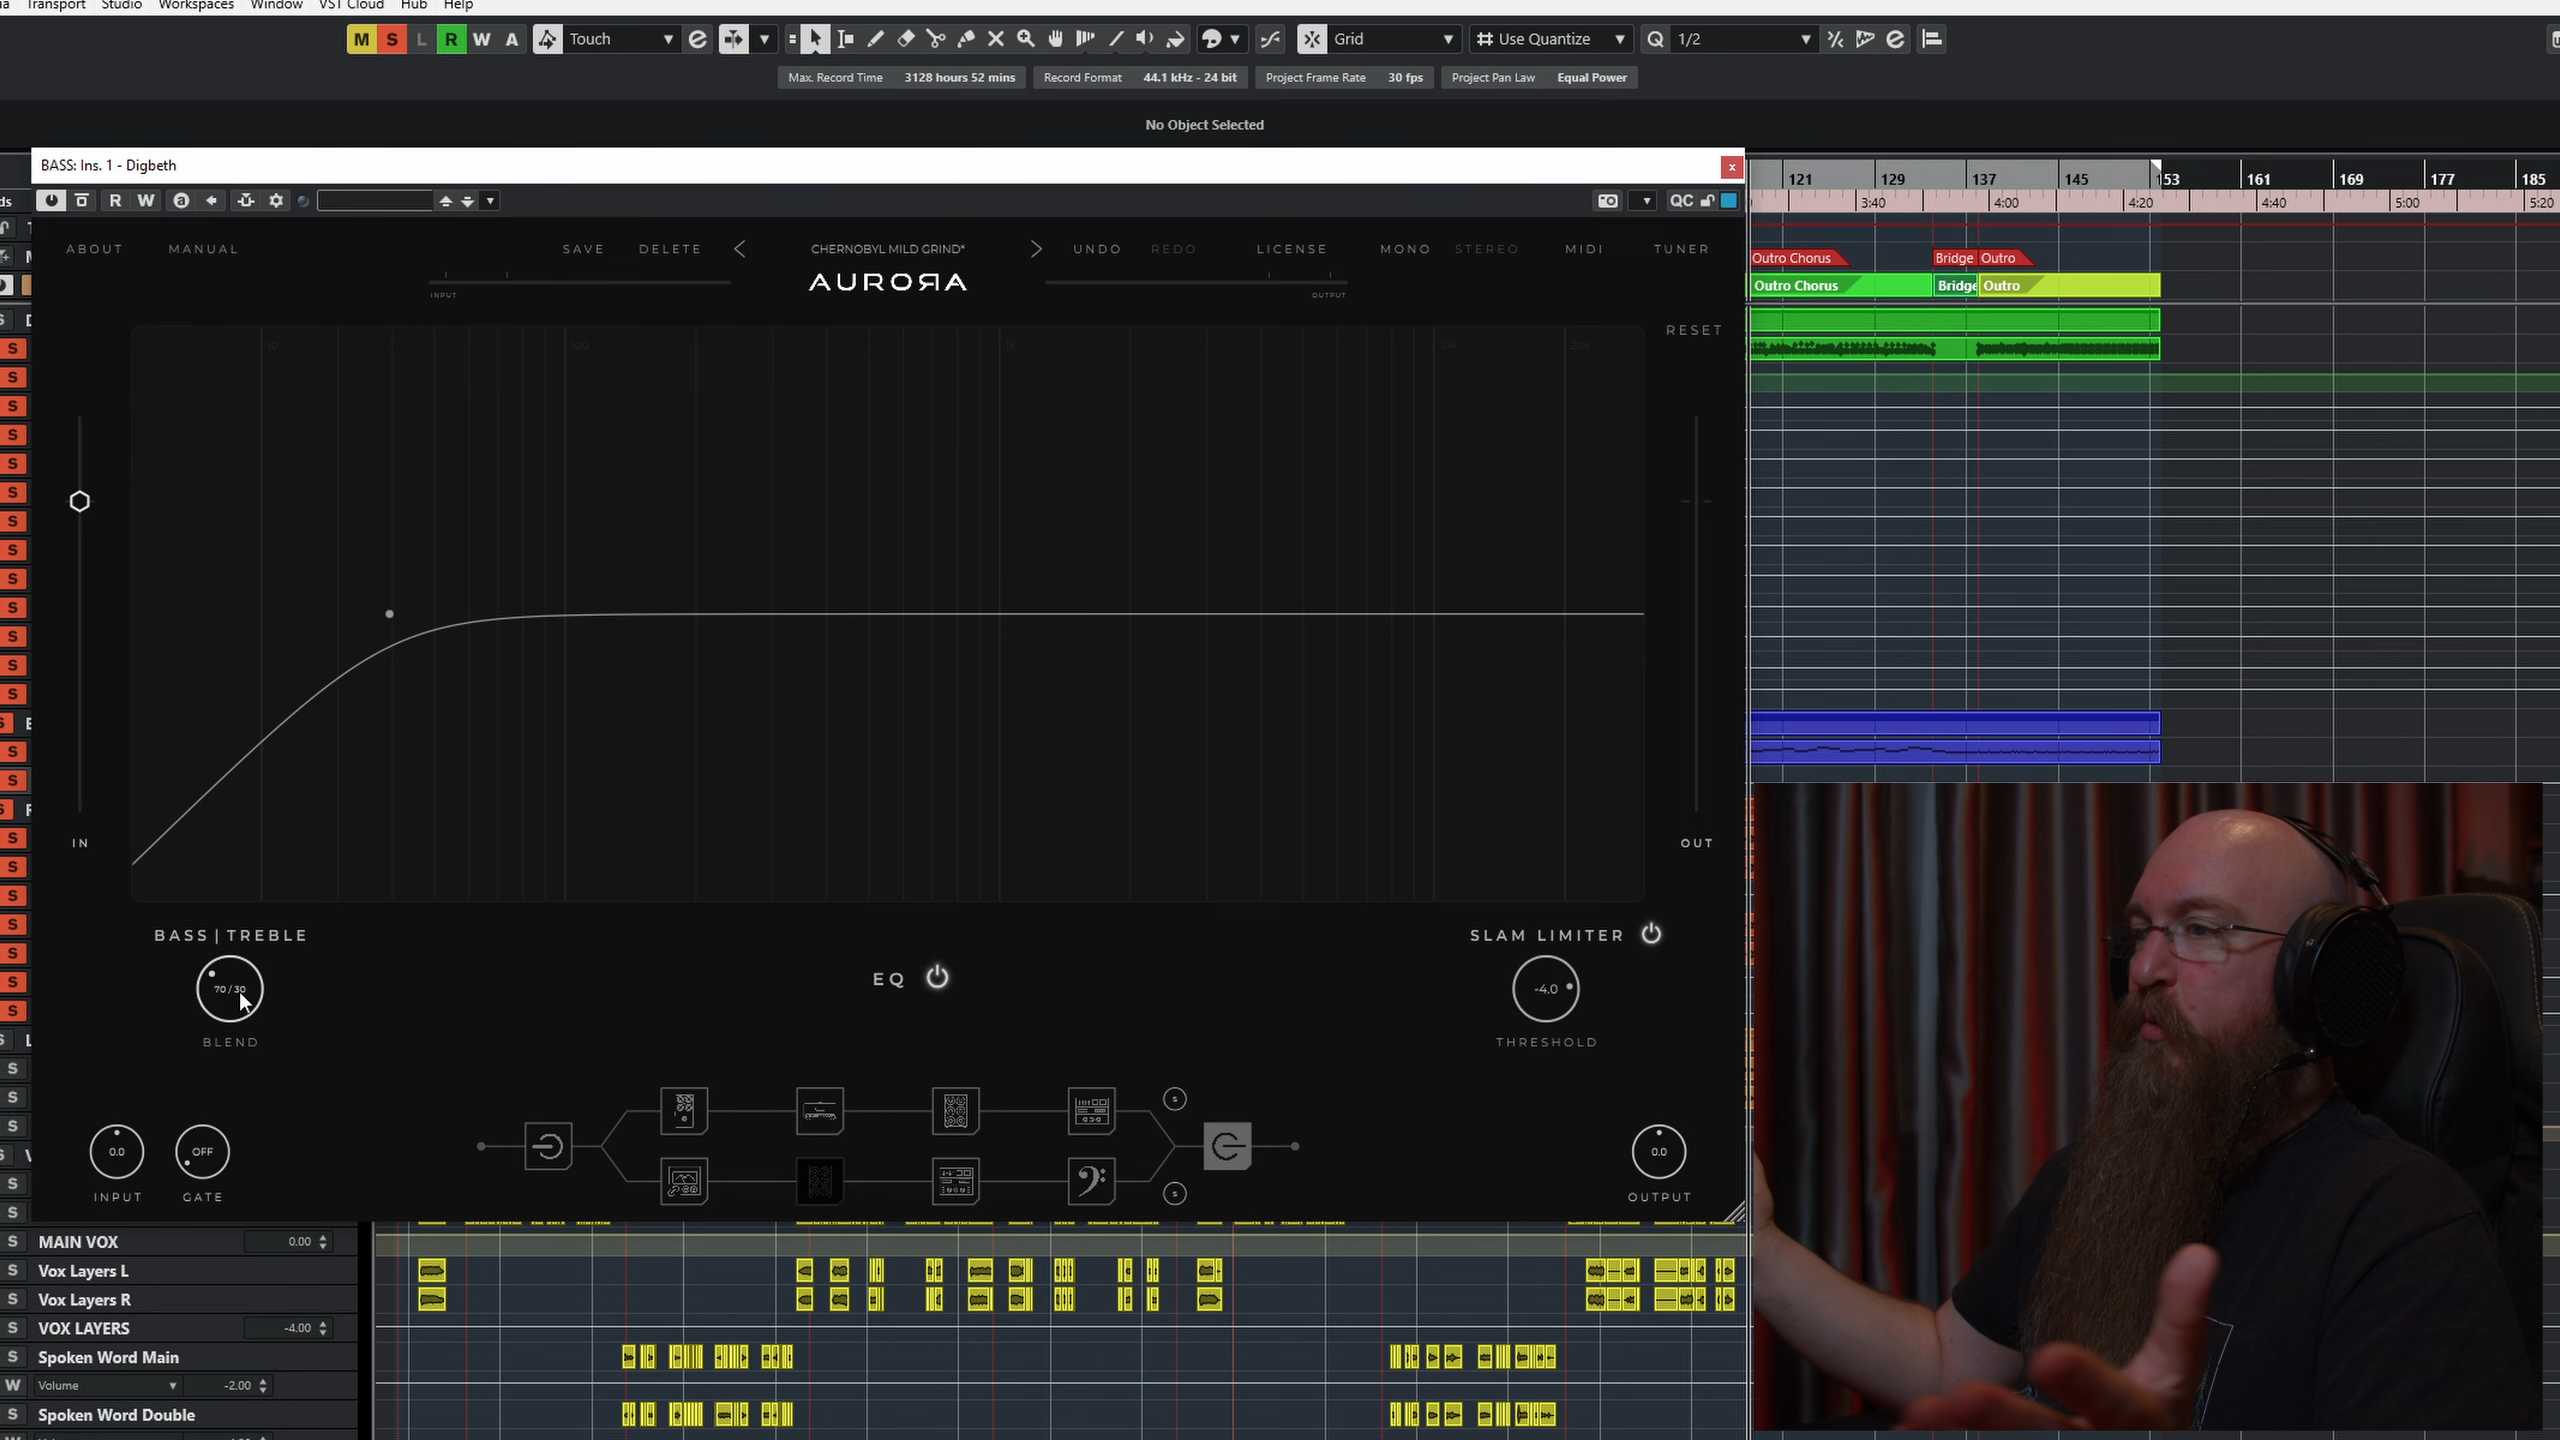 Transport Studio Workspaces Window VST Cloud Hub Help
M S L R W A Touch Grid Use Quantize Q 1/2
Max. Record Time 3128 hours 52 mins Record Format 44.1 kHz - 24 bit Project Frame Rate 30 fps Project Pan Law Equal Power
No Object Selected
BASS: Ins. 1 - Digbeth
R W a QC
ABOUT MANUAL SAVE DELETE CHERNOBYL MILD GRIND* UNDO REDO LICENSE MONO STEREO MIDI TUNER
INPUT AURORA OUTPUT
RESET
10 100 1k 10k 20k
IN OUT
BASS | TREBLE
70 / 30
BLEND
EQ
SLAM LIMITER
-4.0
THRESHOLD
0.0 OFF
INPUT GATE
S
S
0.0
OUTPUT
121 129 137 145 153 161 169 177 185
3:40 4:00 4:20 4:40 5:00 5:20
Outro Chorus Bridge Outro
Outro Chorus Bridge Outro
S MAIN VOX 0.00
S Vox Layers L
S Vox Layers R
S VOX LAYERS -4.00
S Spoken Word Main
W Volume -2.00
S Spoken Word Double